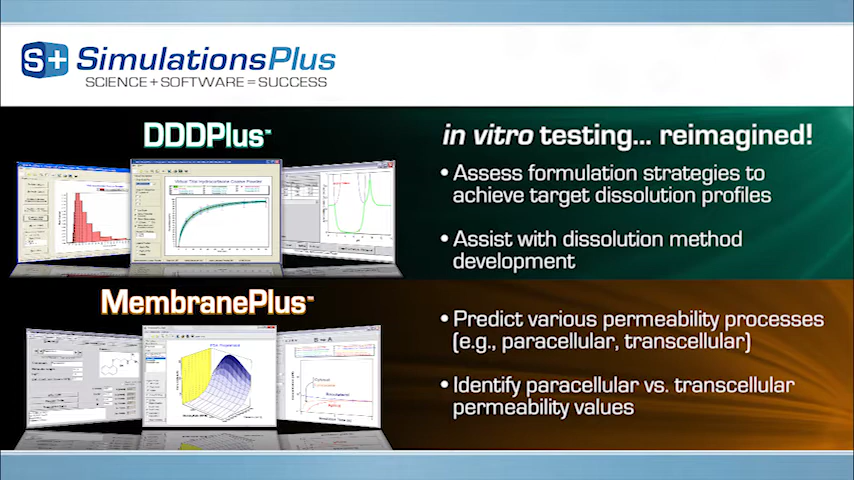 S+ SimulationsPlus
SCIENCE+SOFTWARE=SUCCESS
DDDPlus™
in vitro testing... reimagined!
• Assess formulation strategies to
achieve target dissolution profiles
• Assist with dissolution method
development
MembranePlus™
• Predict various permeability processes
(e.g., paracellular, transcellular)
• Identify paracellular vs. transcellular
permeability values